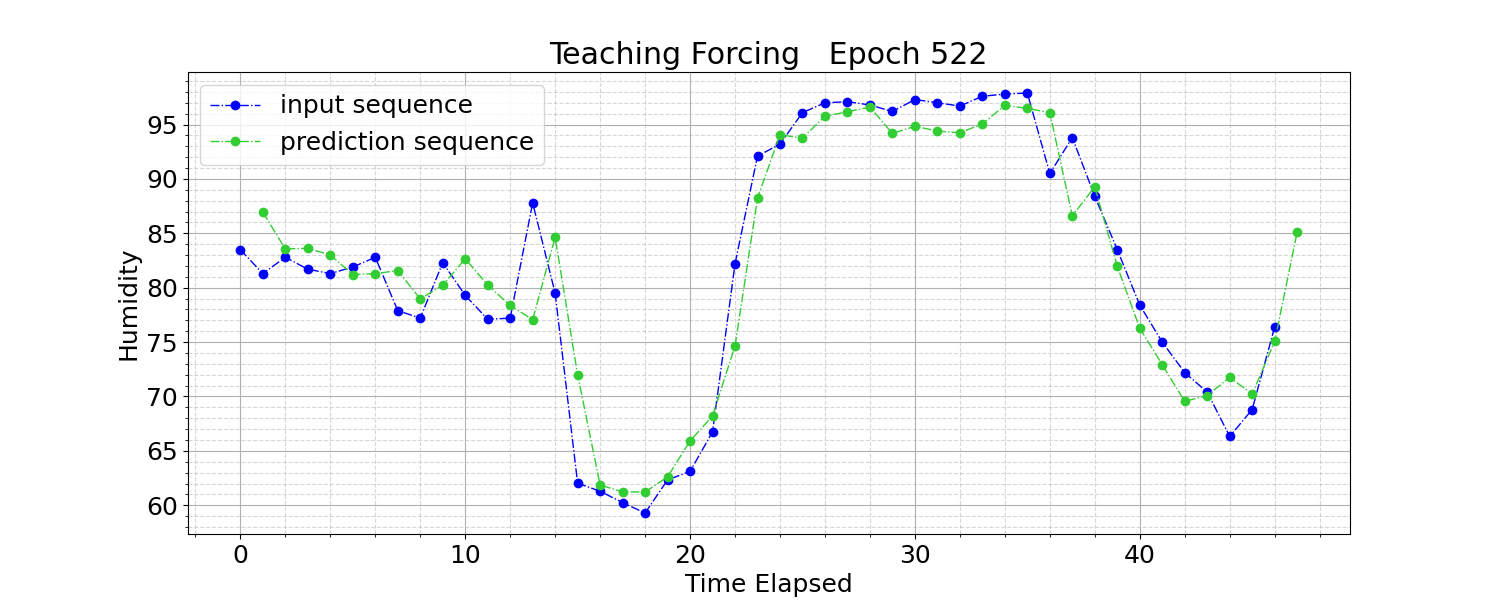 Teaching Forcing   Epoch 522
input sequence
prediction sequence
Humidity
95
90
85
80
75
70
65
60
0 10 20 30 40
Time Elapsed